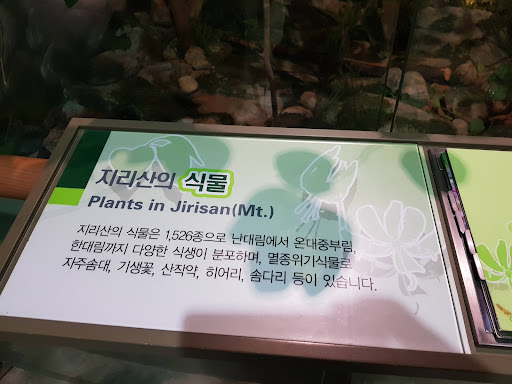 지리산의 식물
Plants in Jirisan(Mt.)
지리산의 식물은 1,526종으로 난대림에서 온대중부림,
한대림까지 다양한 식생이 분포하며, 멸종위기식물로
자주솜대, 기생꽃, 산작약, 히어리, 솜다리 등이 있습니다.